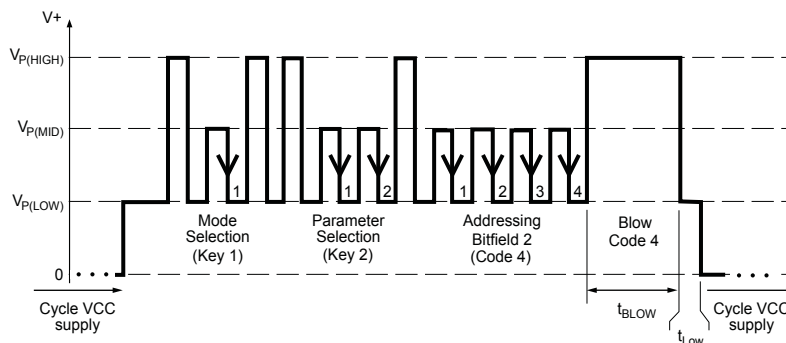 V+
VP(HIGH)
VP(MID)
VP(LOW)
0
1
1
2
1
2
3
4
Mode
Selection
(Key 1)
Parameter
Selection
(Key 2)
Addressing
Bitfield 2
(Code 4)
Blow
Code 4
Cycle VCC
supply
tBLOW
tLow
Cycle VCC
supply